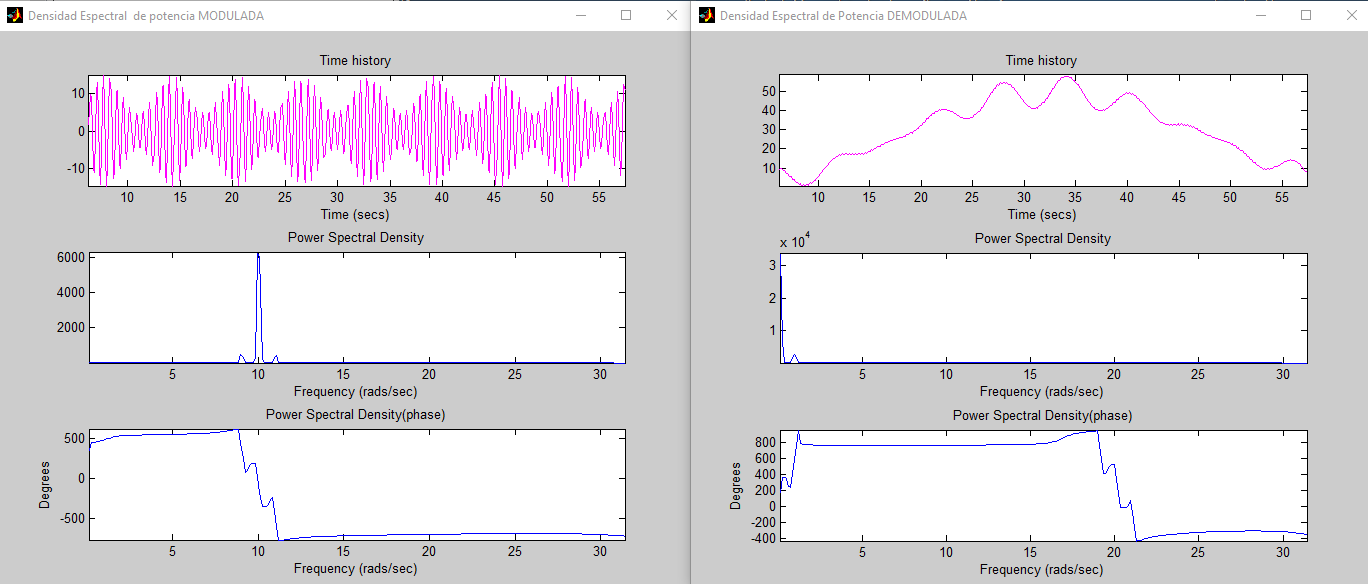 Densidad Espectral  de potencia MODULADA
Time history
10
0
-10
10 15 20 25 30 35 40 45 50 55
Time (secs)
Power Spectral Density
6000
4000
2000
5 10 15 20 25 30
Frequency (rads/sec)
Power Spectral Density(phase)
500
0
-500
Degrees
5 10 15 20 25 30
Frequency (rads/sec)
Densidad Espectral de Potencia DEMODULADA
Time history
50
40
30
20
10
10 15 20 25 30 35 40 45 50 55
Time (secs)
x 10^4
Power Spectral Density
3
2
1
5 10 15 20 25 30
Frequency (rads/sec)
Power Spectral Density(phase)
800
600
400
200
0
-200
-400
Degrees
5 10 15 20 25 30
Frequency (rads/sec)